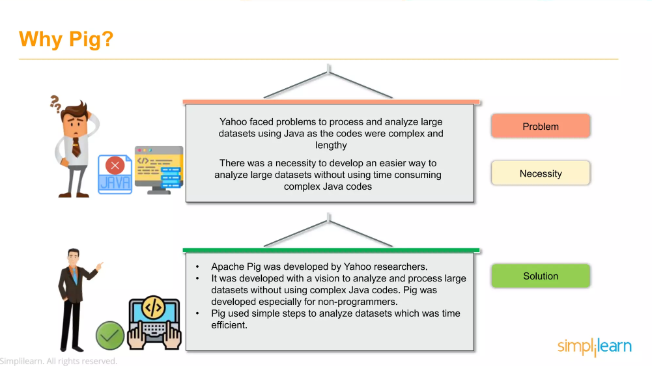 Why Pig?
??
Yahoo faced problems to process and analyze large
datasets using Java as the codes were complex and
lengthy
There was a necessity to develop an easier way to
analyze large datasets without using time consuming
complex Java codes
Problem
Necessity
</>
JAVA
• Apache Pig was developed by Yahoo researchers.
• It was developed with a vision to analyze and process large
datasets without using complex Java codes. Pig was
developed especially for non-programmers.
• Pig used simple steps to analyze datasets which was time
efficient.
Solution
</>
simplilearn
Simplilearn. All rights reserved.